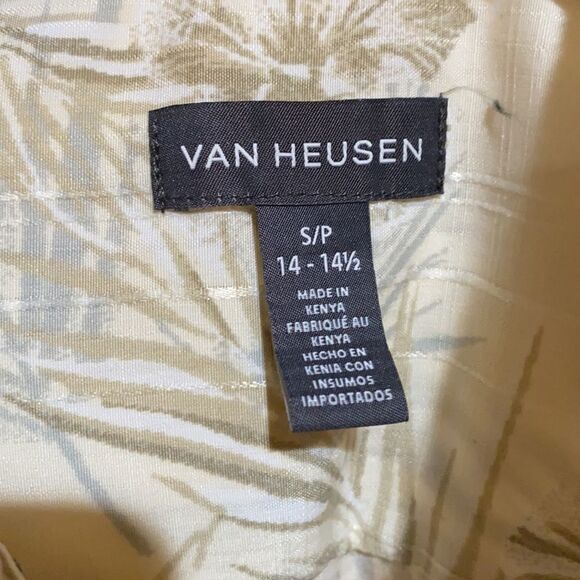 VAN HEUSEN
S/P
14 - 14½
MADE IN
KENYA
FABRIQUÉ AU
KENYA
HECHO EN
KENIA CON
INSUMOS
IMPORTADOS